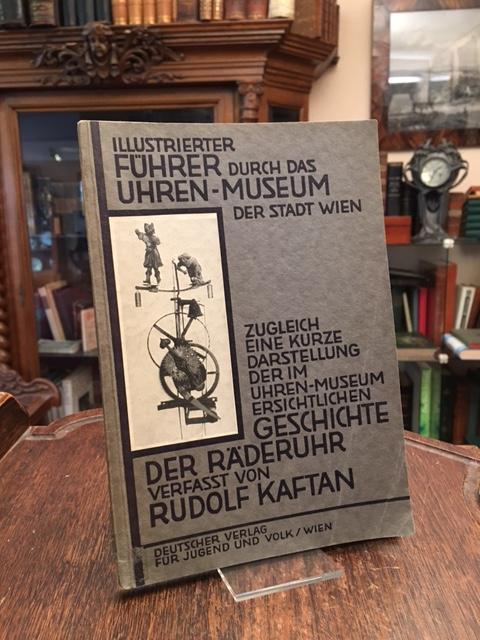 ILLUSTRIERTER
FÜHRER DURCH DAS
UHREN-MUSEUM
DER STADT WIEN
ZUGLEICH
EINE KURZE
DARSTELLUNG
DER IM
UHREN-MUSEUM
ERSICHTLICHEN
GESCHICHTE
DER RÄDERUHR
VERFASST VON
RUDOLF KAFTAN
DEUTSCHER VERLAG
FÜR JUGEND UND VOLK/WIEN